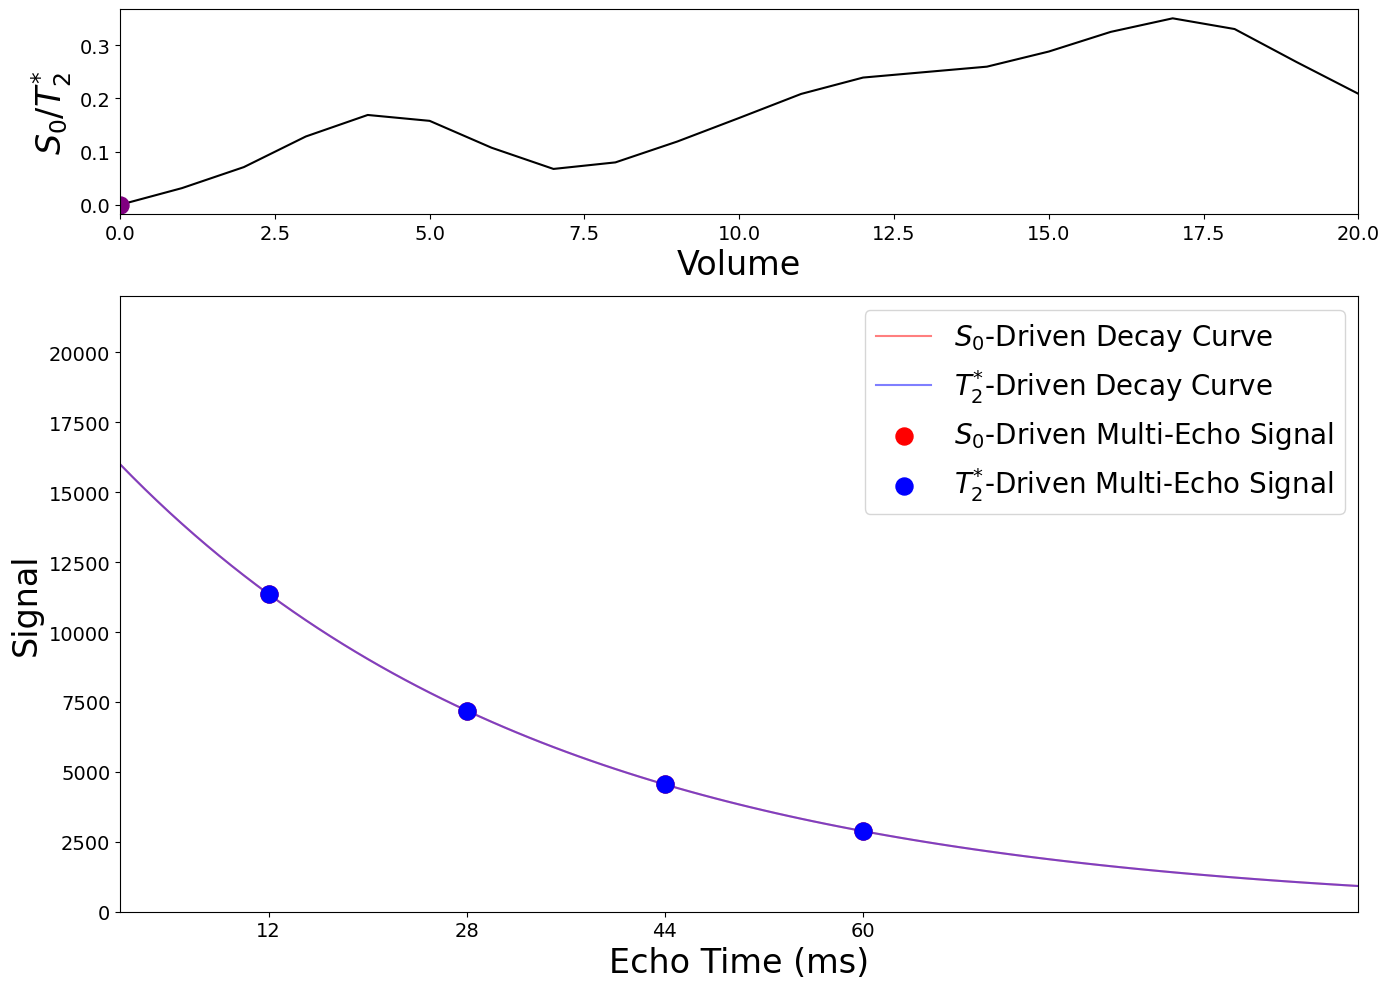 0.3
0.2
0.1
0.0
S₀/T₂*
0.0 2.5 5.0 7.5 10.0 12.5 15.0 17.5 20.0
Volume
S₀-Driven Decay Curve
T₂*-Driven Decay Curve
S₀-Driven Multi-Echo Signal
T₂*-Driven Multi-Echo Signal
20000
17500
15000
12500
10000
7500
5000
2500
0
Signal
12 28 44 60
Echo Time (ms)